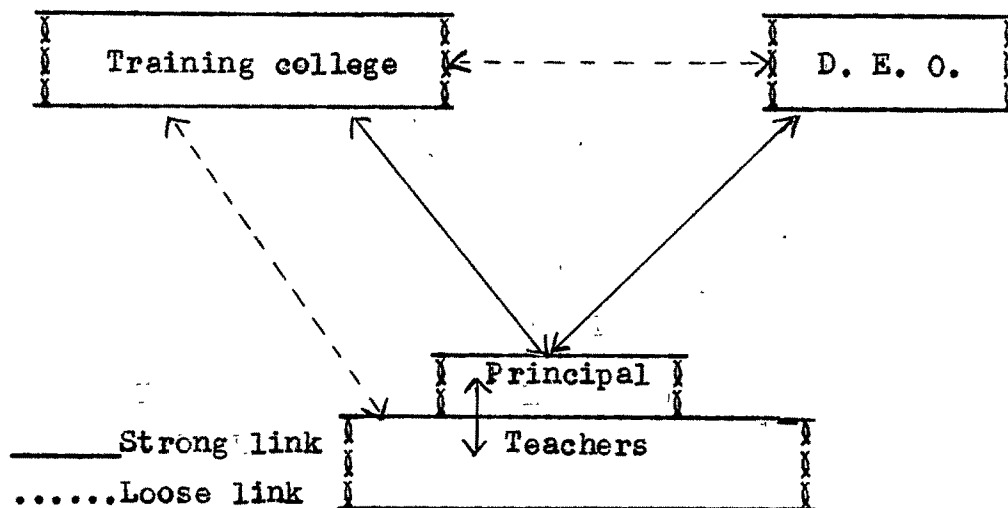 Training college
D. E. O.
Principal
Teachers
Strong link
......Loose link